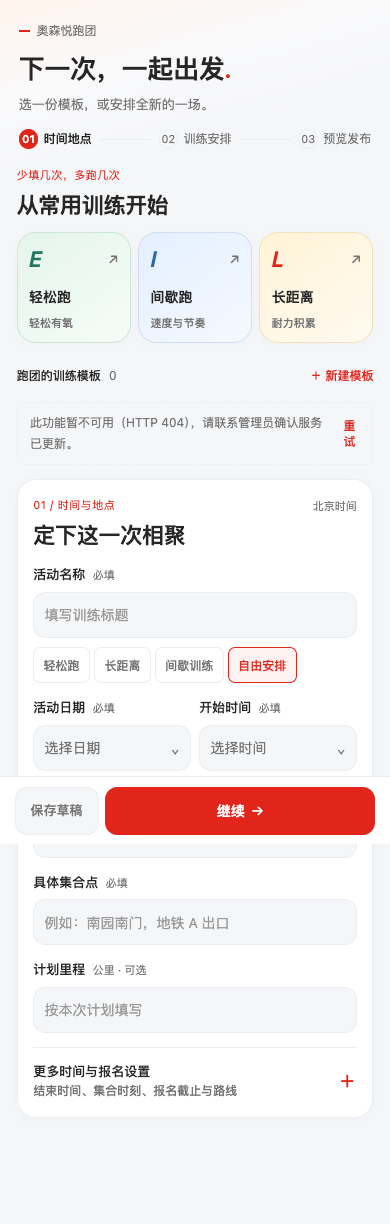 奥森悦跑团
下一次，一起出发.
选一份模板，或安排全新的一场。
01 时间地点 02 训练安排 03 预览发布
少填几次，多跑几次
从常用训练开始
E ↗ I ↗ L ↗
轻松跑 间歇跑 长距离
轻松有氧 速度与节奏 耐力积累
跑团的训练模板 0 ＋ 新建模板
此功能暂不可用（HTTP 404），请联系管理员确认服务
已更新。
重
试
01 / 时间与地点 北京时间
定下这一次相聚
活动名称 必填
填写训练标题
轻松跑 长距离 间歇训练 自由安排
活动日期 必填 开始时间 必填
选择日期 选择时间
保存草稿 继续 →
具体集合点 必填
例如：南园南门，地铁 A 出口
计划里程 公里 · 可选
按本次计划填写
更多时间与报名设置 +
结束时间、集合时刻、报名截止与路线